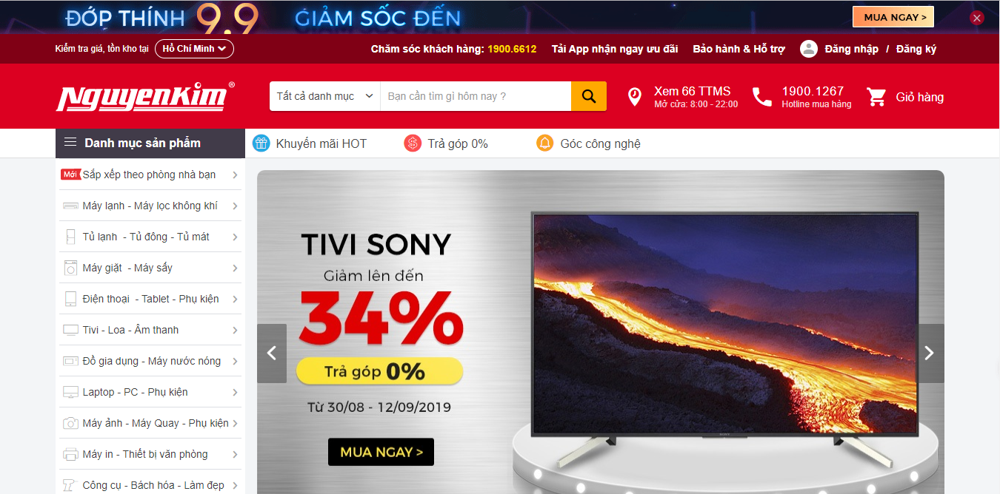 ĐỚP THÍNH 9.9 GIẢM SỐC ĐẾN
MUA NGAY >
Kiểm tra giá, tồn kho tại Hồ Chí Minh
Chăm sóc khách hàng: 1900.6612 Tải App nhận ngay ưu đãi Bảo hành & Hỗ trợ Đăng nhập / Đăng ký
NguyenKim®
Tất cả danh mục Bạn cần tìm gì hôm nay ?
Xem 66 TTMS
Mở cửa: 8:00 - 22:00
1900.1267
Hotline mua hàng
Giỏ hàng
Danh mục sản phẩm
Khuyến mãi HOT Trả góp 0% Góc công nghệ
Mới Sắp xếp theo phòng nhà bạn
Máy lạnh - Máy lọc không khí
Tủ lạnh - Tủ đông - Tủ mát
Máy giặt - Máy sấy
Điện thoại - Tablet - Phụ kiện
Tivi - Loa - Âm thanh
Đồ gia dụng - Máy nước nóng
Laptop - PC - Phụ kiện
Máy ảnh - Máy Quay - Phụ kiện
Máy in - Thiết bị văn phòng
Công cụ - Bách hóa - Làm đẹp
TIVI SONY
Giảm lên đến
34%
Trả góp 0%
Từ 30/08 - 12/09/2019
MUA NGAY >